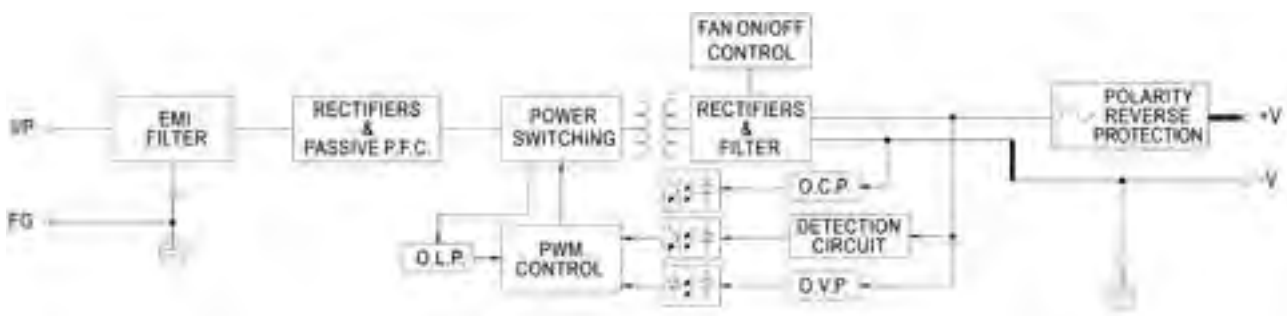 FAN ON/OFF
CONTROL
I/P
EMI
FILTER
RECTIFIERS
&
PASSIVE P.F.C.
POWER
SWITCHING
RECTIFIERS
&
FILTER
POLARITY
REVERSE
PROTECTION
+V
-V
FG
O.C.P.
DETECTION
CIRCUIT
O.L.P.
PWM
CONTROL
O.V.P